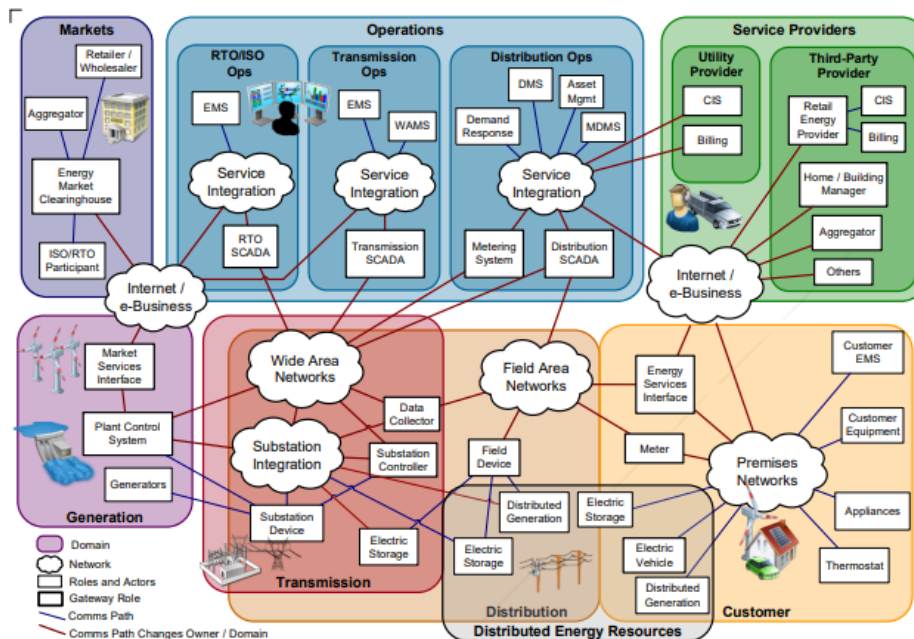 Markets
Operations
Service Providers
Retailer /
Wholesaler
Aggregator
Energy
Market
Clearinghouse
ISO/RTO
Participant
RTO/ISO
Ops
EMS
Service
Integration
RTO
SCADA
Transmission
Ops
EMS
WAMS
Service
Integration
Transmission
SCADA
Distribution Ops
DMS
Asset
Mgmt
Demand
Response
MDMS
Service
Integration
Metering
System
Distribution
SCADA
Utility
Provider
CIS
Billing
Third-Party
Provider
Retail
Energy
Provider
CIS
Billing
Home / Building
Manager
Aggregator
Others
Internet /
e-Business
Internet /
e-Business
Market
Services
Interface
Plant Control
System
Generators
Generation
Wide Area
Networks
Substation
Integration
Data
Collector
Substation
Controller
Substation
Device
Electric
Storage
Transmission
Field Area
Networks
Field
Device
Distributed
Generation
Electric
Storage
Distribution
Energy
Services
Interface
Meter
Premises
Networks
Customer
EMS
Customer
Equipment
Appliances
Thermostat
Electric
Storage
Electric
Vehicle
Distributed
Generation
Customer
Distributed Energy Resources
Domain
Network
Roles and Actors
Gateway Role
Comms Path
Comms Path Changes Owner / Domain